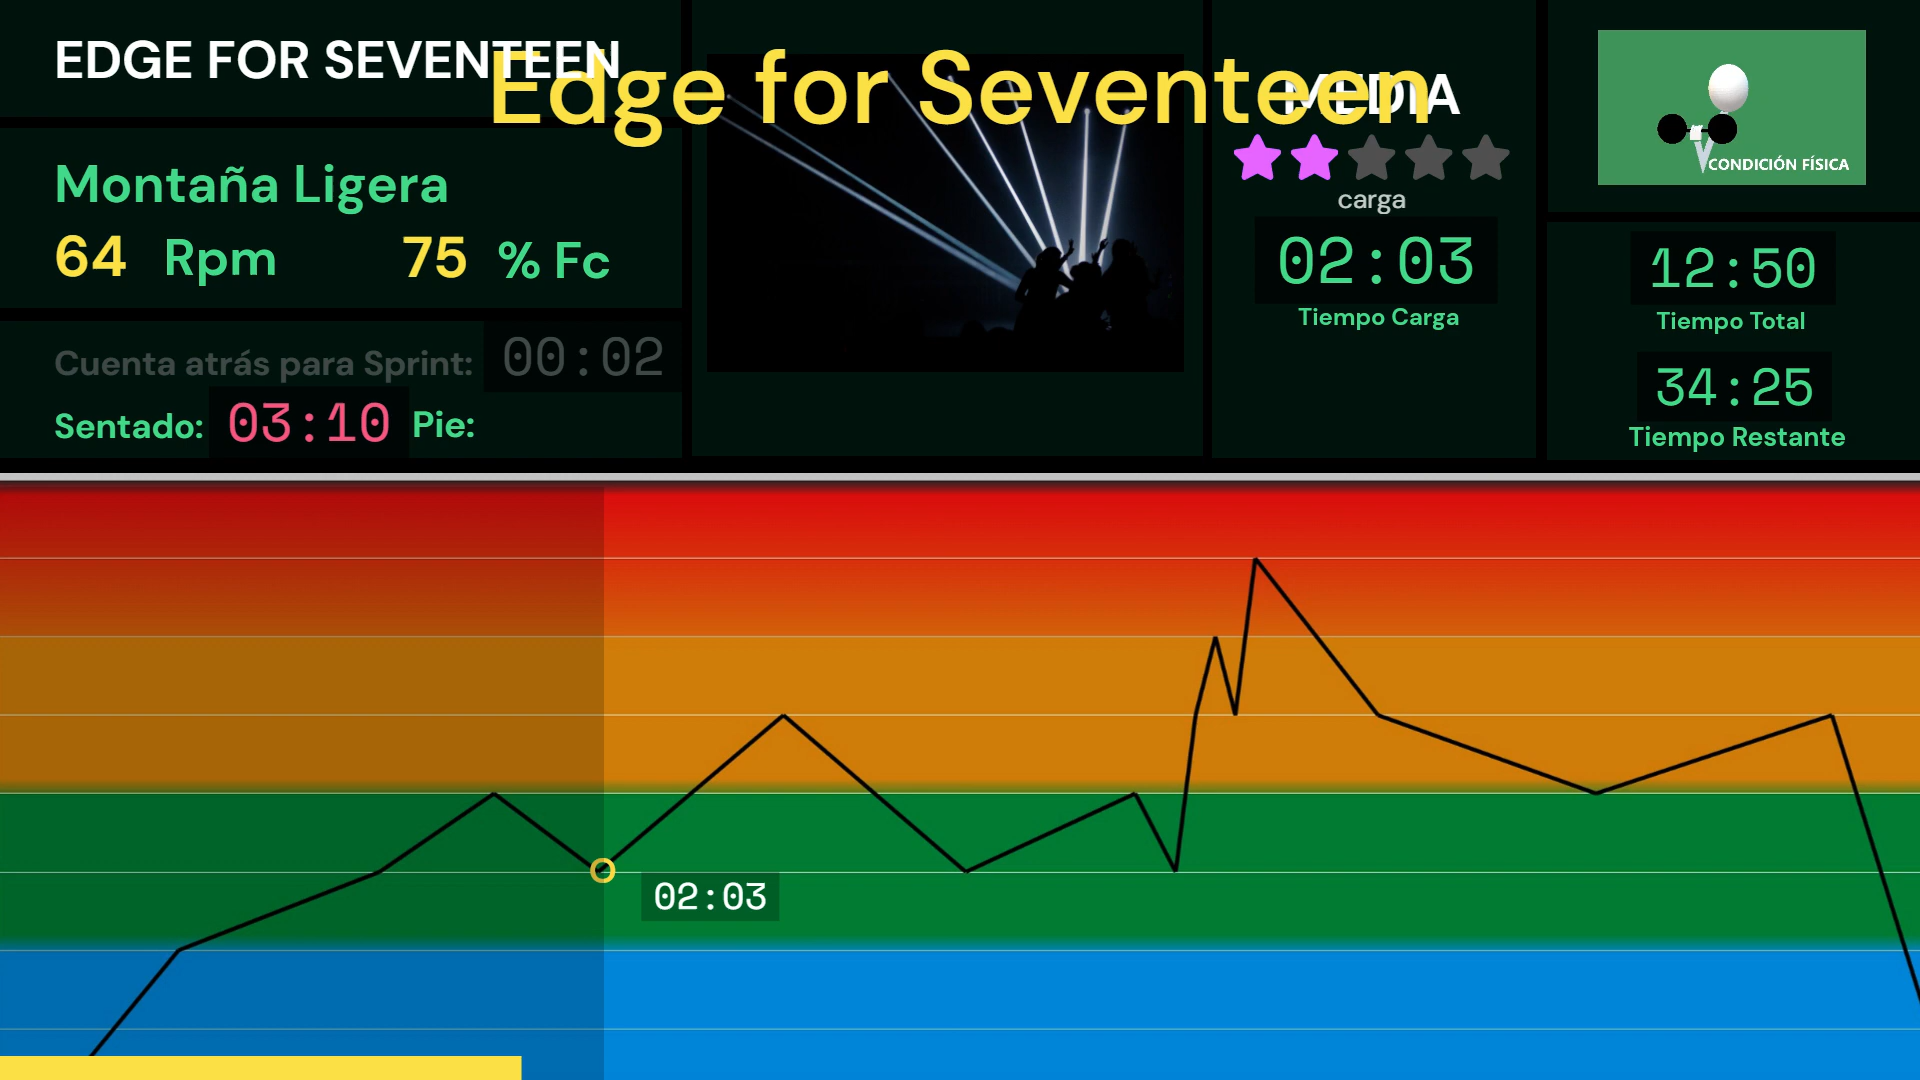 EDGE FOR SEVENTEEN
Edge for Seventeen
Montaña Ligera
64 Rpm 75 % Fc
Cuenta atrás para Sprint: 00:02
Sentado: 03:10 Pie:
MEDIA
carga
02:03
Tiempo Carga
CONDICIÓN FÍSICA
12:50
Tiempo Total
34:25
Tiempo Restante
02:03